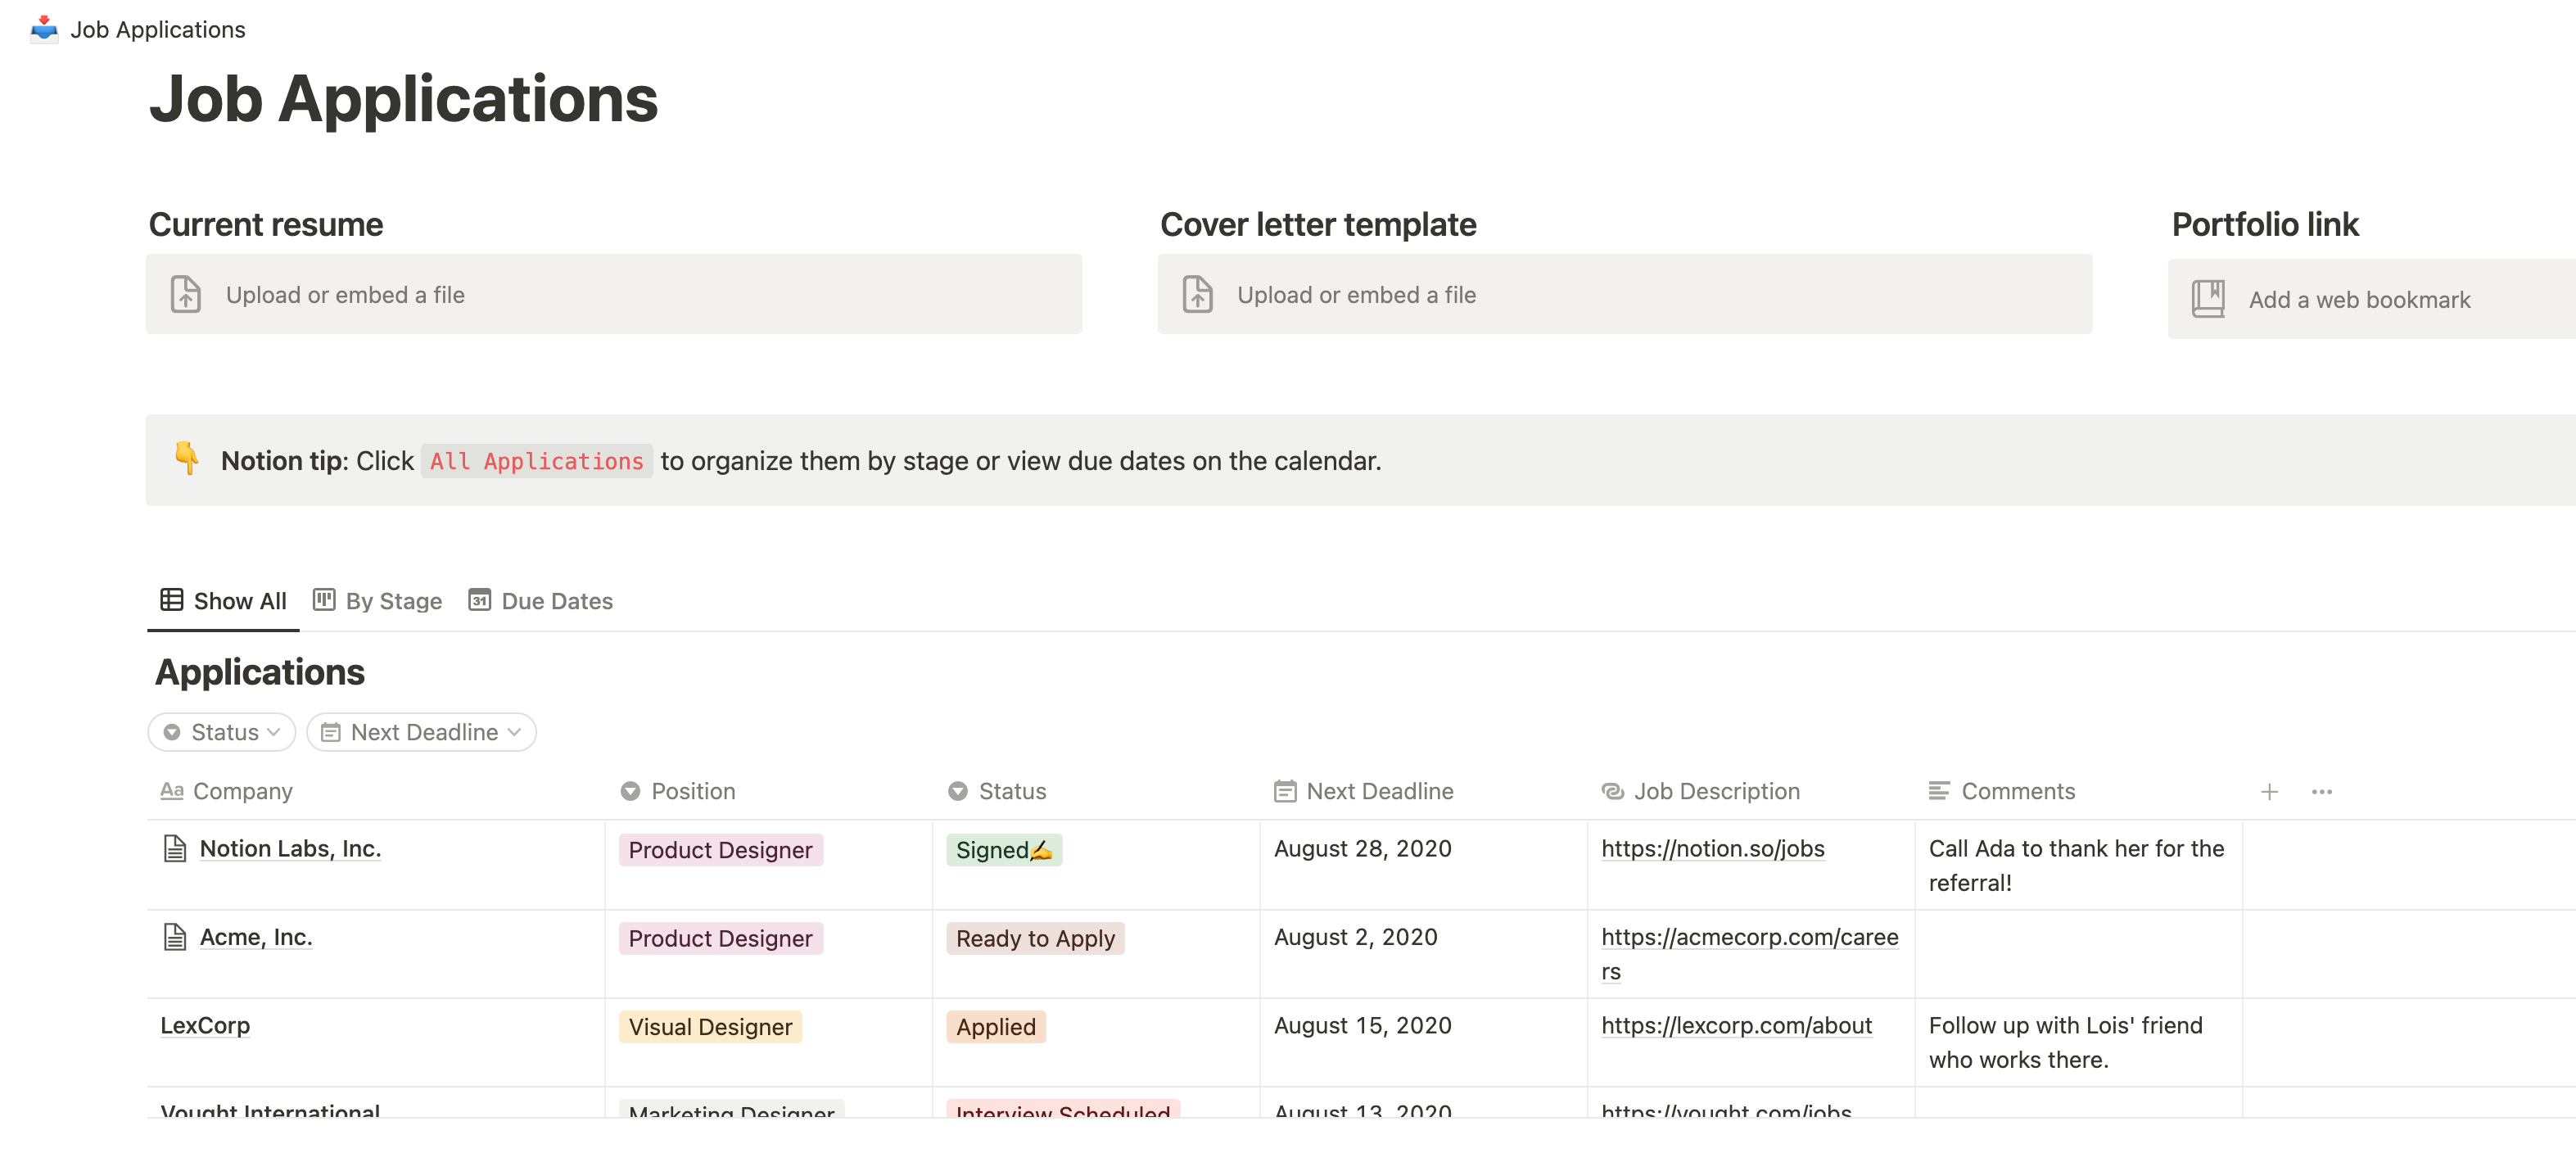 Job Applications
Job Applications
Current resume
Upload or embed a file
Cover letter template
Upload or embed a file
Portfolio link
Add a web bookmark
Notion tip: Click All Applications to organize them by stage or view due dates on the calendar.
Show All By Stage 31 Due Dates
Applications
Status Next Deadline
Aa Company Position Status Next Deadline Job Description Comments
Notion Labs, Inc. Product Designer Signed✍️ August 28, 2020 https://notion.so/jobs Call Ada to thank her for the
referral!
Acme, Inc. Product Designer Ready to Apply August 2, 2020 https://acmecorp.com/caree
rs
LexCorp Visual Designer Applied August 15, 2020 https://lexcorp.com/about Follow up with Lois' friend
who works there.
Vought International Marketing Designer Interview Scheduled August 13, 2020 https://vought.com/jobs